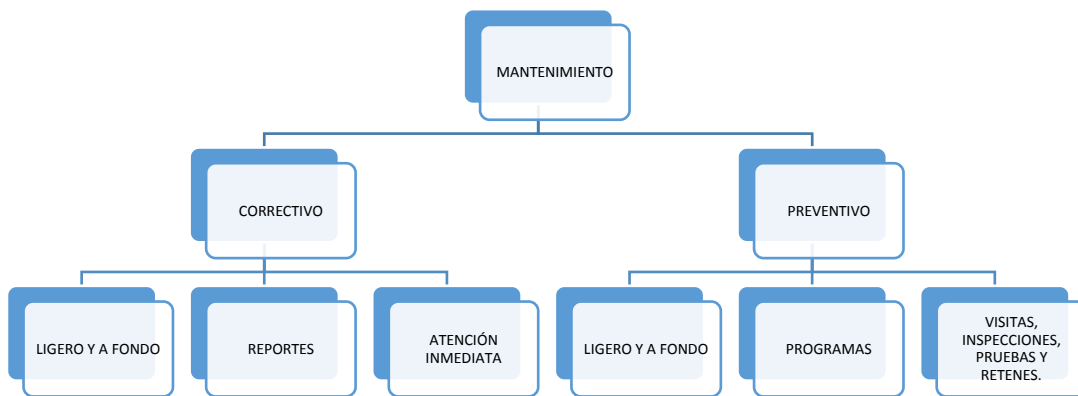 MANTENIMIENTO
CORRECTIVO
PREVENTIVO
LIGERO Y A FONDO
REPORTES
ATENCIÓN
INMEDIATA
LIGERO Y A FONDO
PROGRAMAS
VISITAS,
INSPECCIONES,
PRUEBAS Y
RETENES.